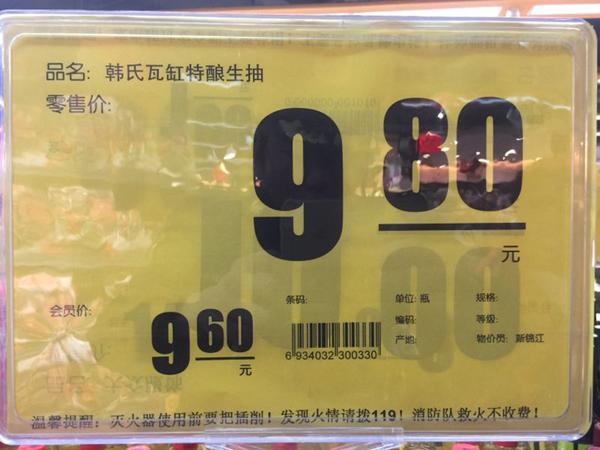 品名: 韩氏瓦缸特酿生抽
零售价:
9 80
元
会员价:
9 60
元
条码:
6 934032 300330
单位: 瓶
规格:
编码:
等级:
产地:
物价员: 新锦江
温馨提醒: 灭火器使用前要把插削! 发现火情请拨119! 消防队救火不收费!